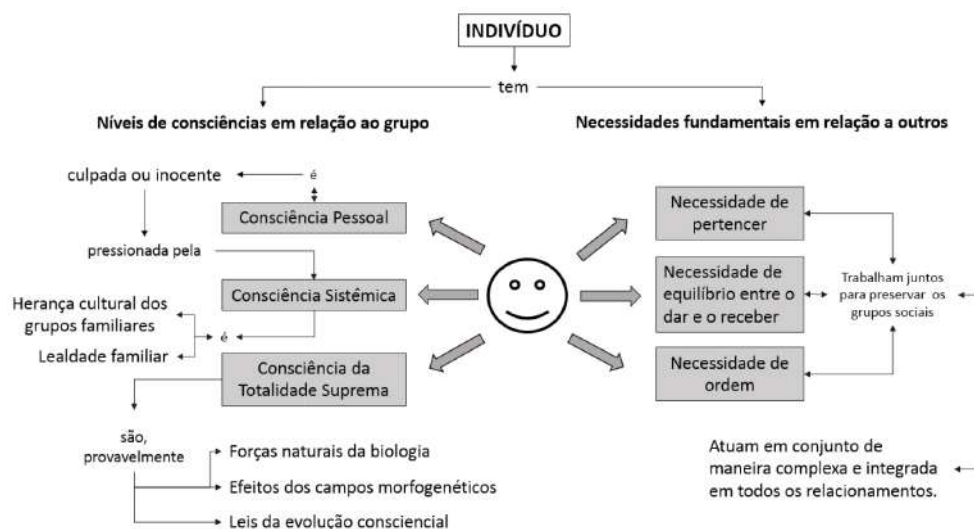 INDIVÍDUO
tem
Níveis de consciências em relação ao grupo
Necessidades fundamentais em relação a outros
culpada ou inocente
é
Consciência Pessoal
pressionada pela
Consciência Sistêmica
Herança cultural dos
grupos familiares
é
Lealdade familiar
Consciência da
Totalidade Suprema
são,
provavelmente
Forças naturais da biologia
Efeitos dos campos morfogenéticos
Leis da evolução consciencial
Necessidade de
pertencer
Necessidade de
equilíbrio entre o
dar e o receber
Necessidade de
ordem
Trabalham juntos
para preservar os
grupos sociais
Atuam em conjunto de
maneira complexa e integrada
em todos os relacionamentos.